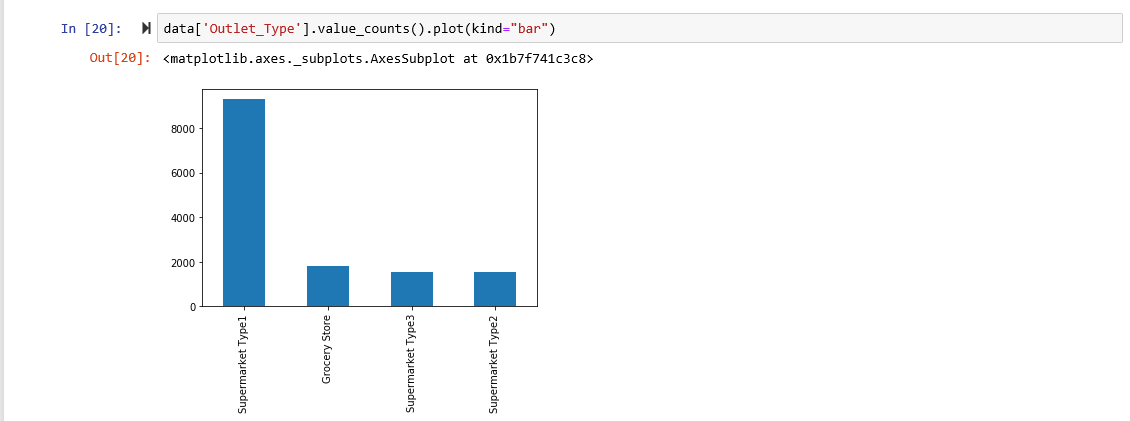 In [20]:
data['Outlet_Type'].value_counts().plot(kind="bar")
Out[20]:
<matplotlib.axes._subplots.AxesSubplot at 0x1b7f741c3c8>
8000
6000
4000
2000
0
Supermarket Type1
Grocery Store
Supermarket Type3
Supermarket Type2